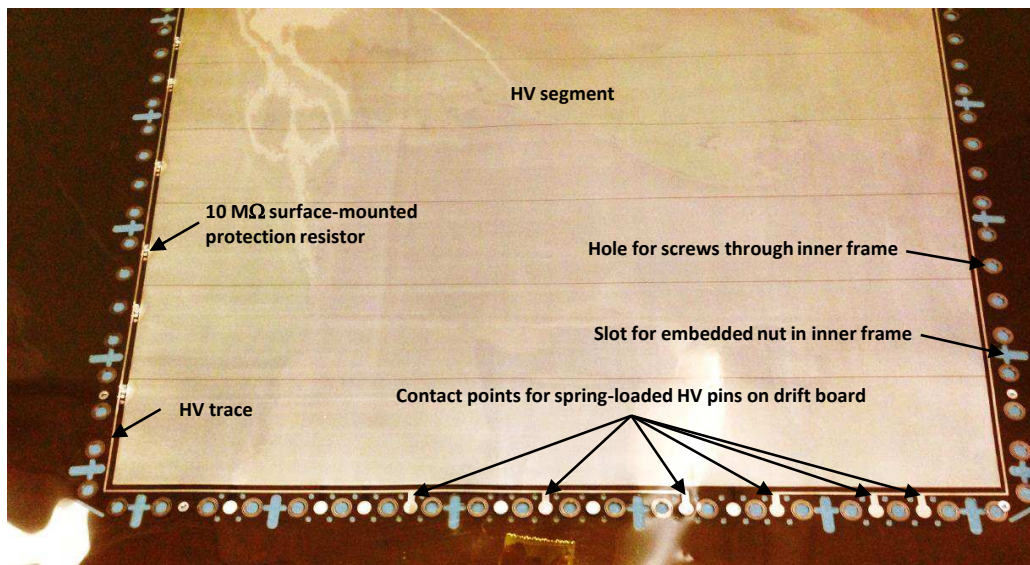 HV segment
10 MΩ surface-mounted
protection resistor
Hole for screws through inner frame
Slot for embedded nut in inner frame
Contact points for spring-loaded HV pins on drift board
HV trace